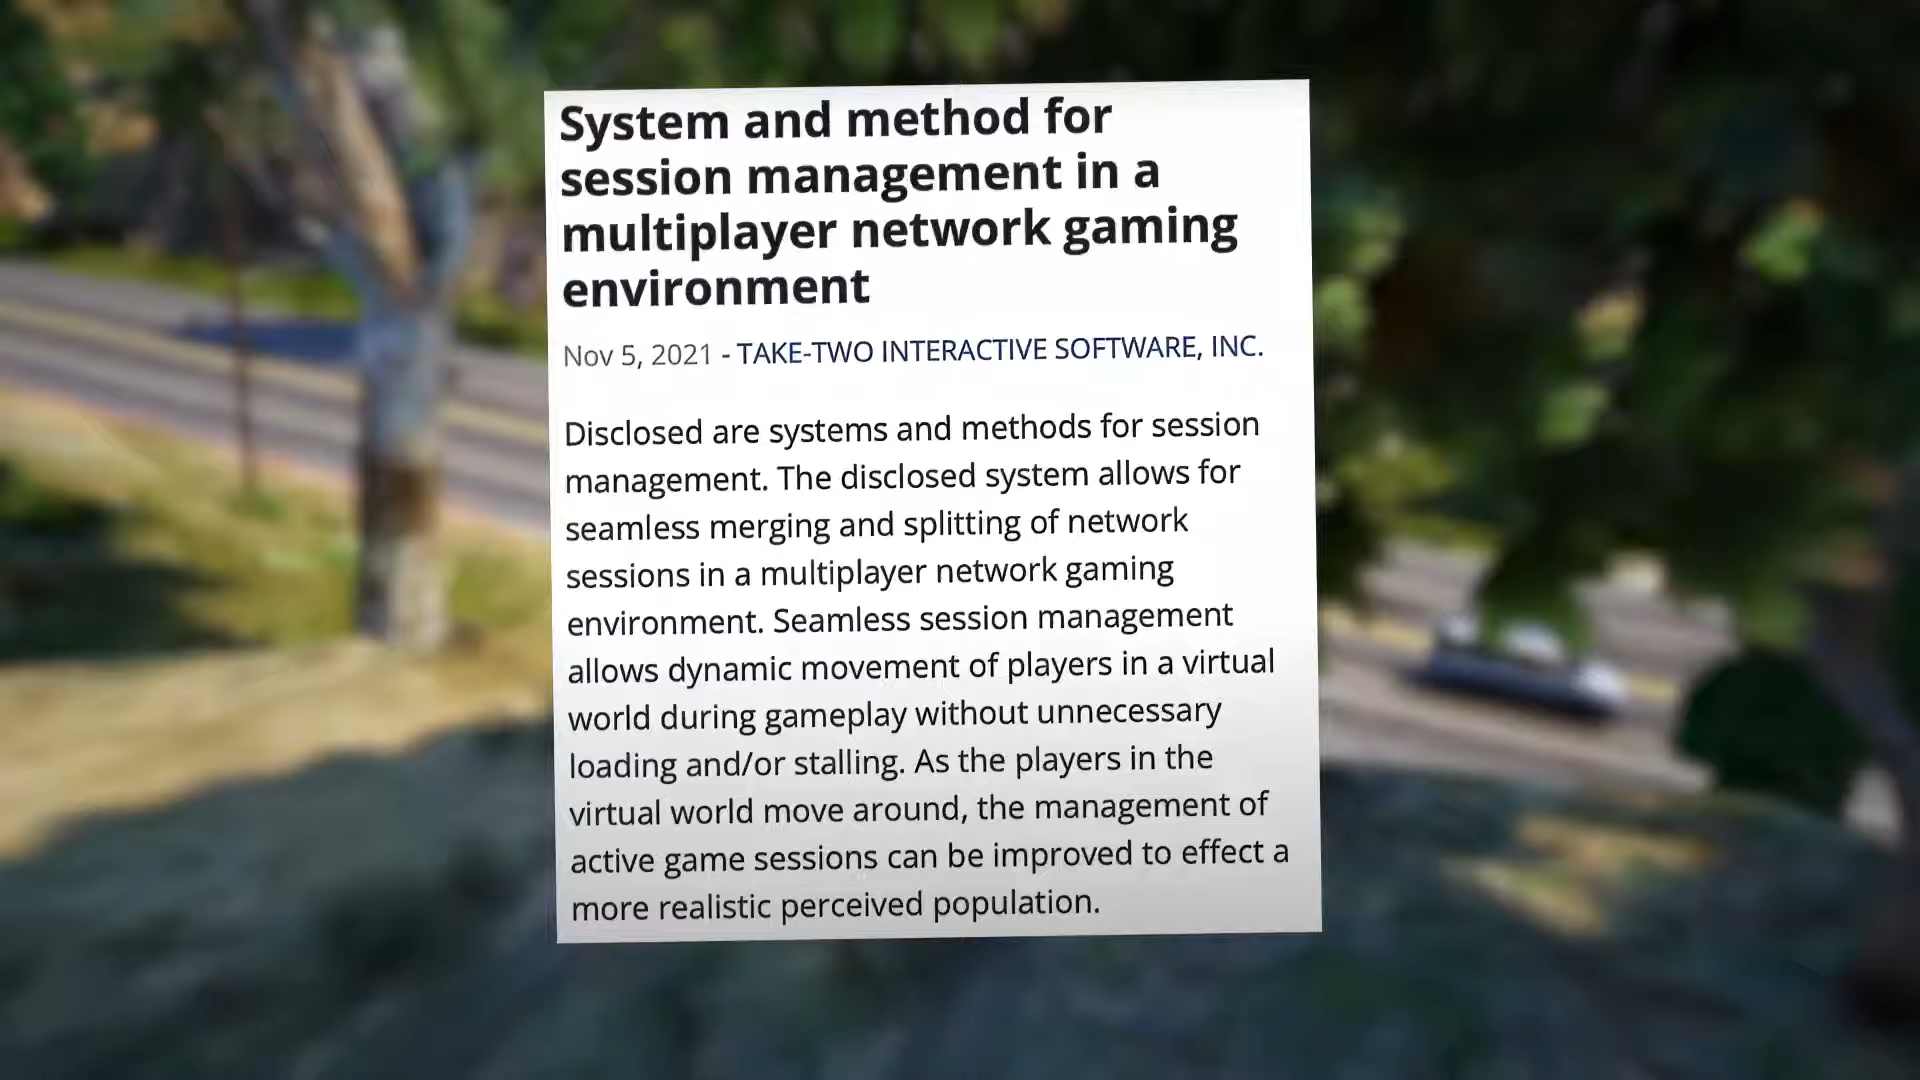 System and method for
session management in a
multiplayer network gaming
environment
Nov 5, 2021 - TAKE-TWO INTERACTIVE SOFTWARE, INC.
Disclosed are systems and methods for session
management. The disclosed system allows for
seamless merging and splitting of network
sessions in a multiplayer network gaming
environment. Seamless session management
allows dynamic movement of players in a virtual
world during gameplay without unnecessary
loading and/or stalling. As the players in the
virtual world move around, the management of
active game sessions can be improved to effect a
more realistic perceived population.